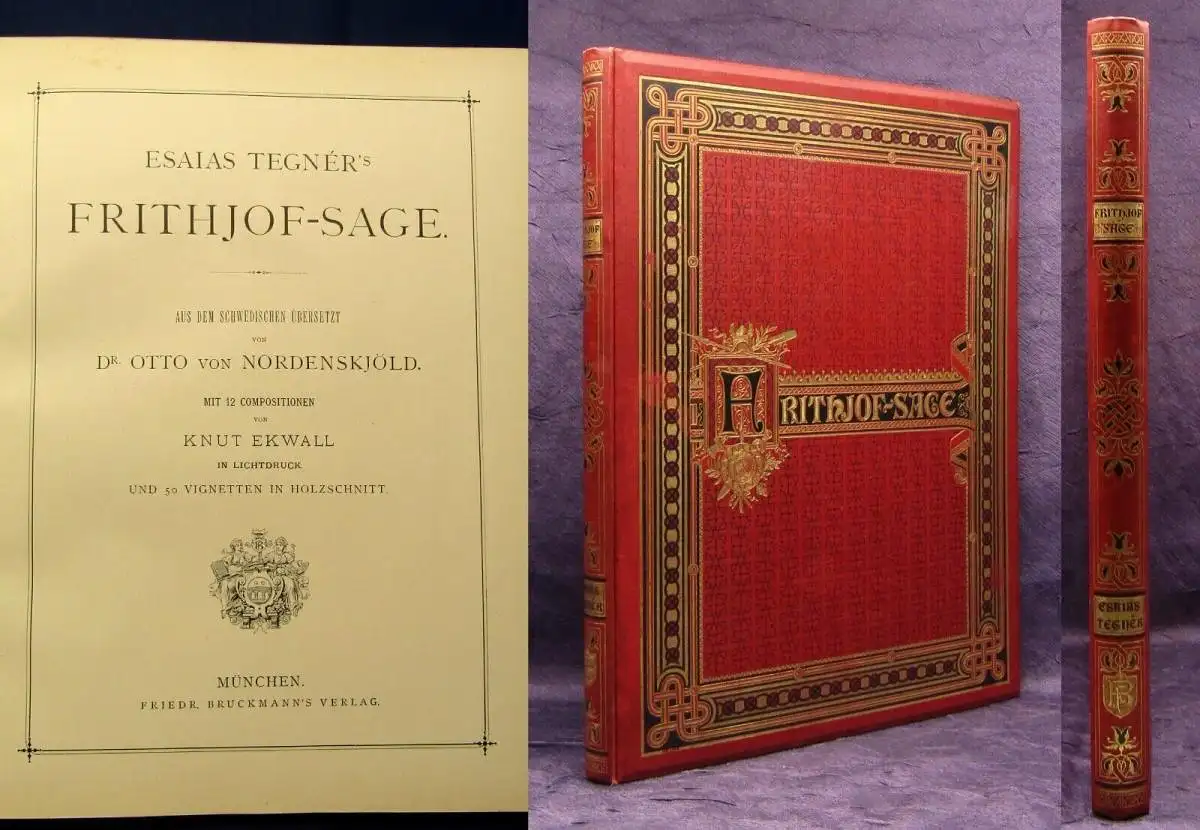 ESAIAS TEGNÉR'S
FRITHJOF-SAGE.
AUS DEM SCHWEDISCHEN ÜBERSETZT
VON
DR. OTTO VON NORDENSKJÖLD.
MIT 12 COMPOSITIONEN
VON
KNUT EKWALL
IN LICHTDRUCK
UND 50 VIGNETTEN IN HOLZSCHNITT.
MÜNCHEN.
FRIEDR. BRUCKMANN'S VERLAG.
FRITHJOF-SAGE
FRITHJOF
SAGE
ESAIAS
TEGNÉR